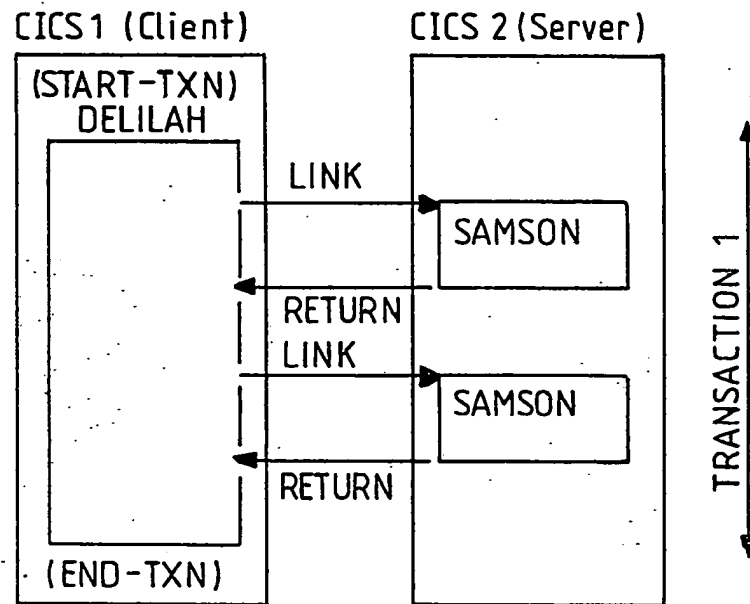 CICS 1 (Client)
CICS 2 (Server)
(START-TXN)
DELILAH
LINK
SAMSON
RETURN
LINK
SAMSON
RETURN
(END-TXN)
TRANSACTION 1